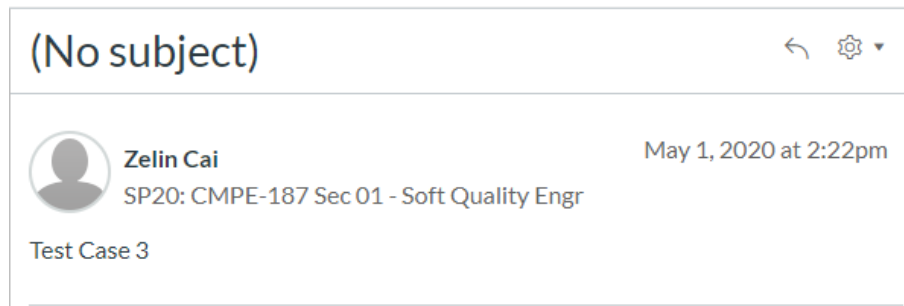 (No subject)
Zelin Cai
May 1, 2020 at 2:22pm
SP20: CMPE-187 Sec 01 - Soft Quality Engr
Test Case 3